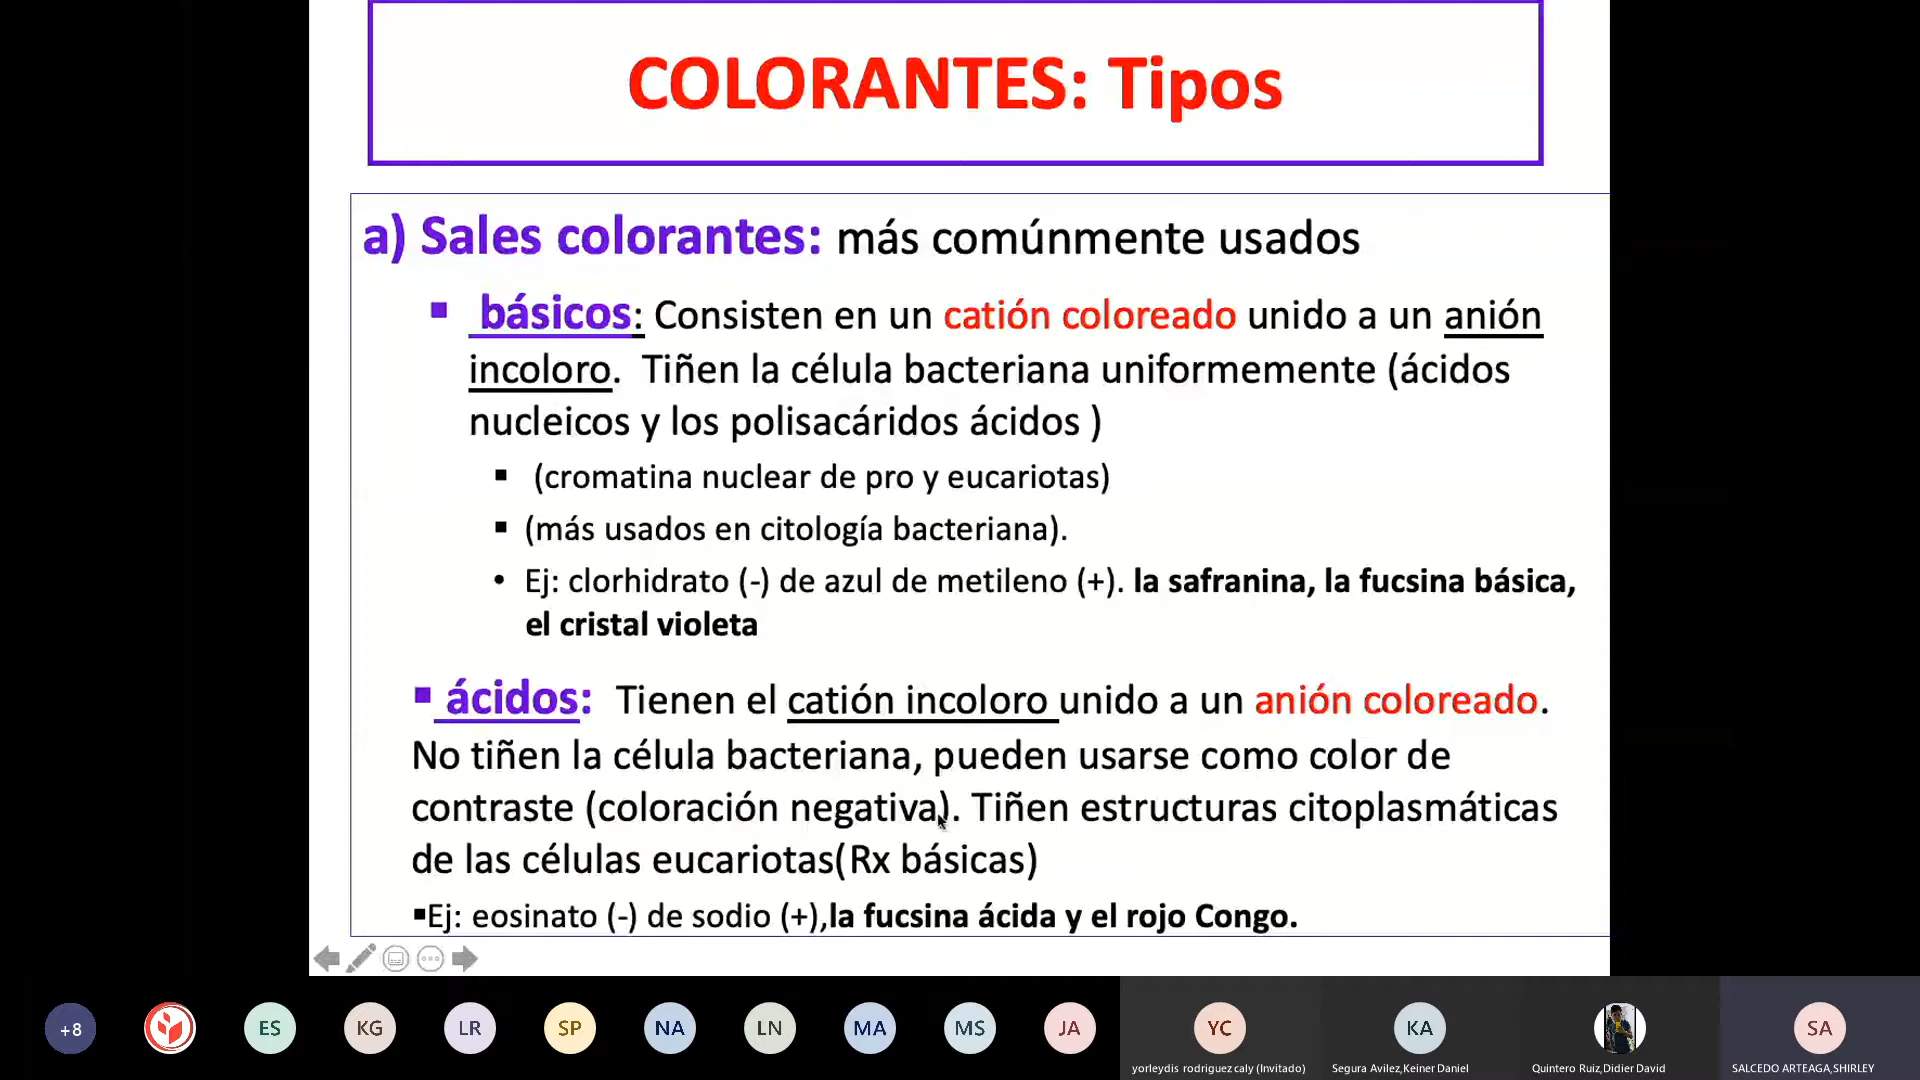 COLORANTES: Tipos
a) Sales colorantes: más comúnmente usados
básicos: Consisten en un catión coloreado unido a un anión
incoloro. Tiñen la célula bacteriana uniformemente (ácidos
nucleicos y los polisacáridos ácidos )
(cromatina nuclear de pro y eucariotas)
(más usados en citología bacteriana).
Ej: clorhidrato (-) de azul de metileno (+). la safranina, la fucsina básica,
el cristal violeta
ácidos: Tienen el catión incoloro unido a un anión coloreado.
No tiñen la célula bacteriana, pueden usarse como color de
contraste (coloración negativa). Tiñen estructuras citoplasmáticas
de las células eucariotas(Rx básicas)
Ej: eosinato (-) de sodio (+),la fucsina ácida y el rojo Congo.
+8 ES KG LR SP NA LN MA MS JA YC KA SA
yorleydis rodriguez caly (Invitado) Segura Avilez,Keiner Daniel Quintero Ruiz,Didier David SALCEDO ARTEAGA,SHIRLEY